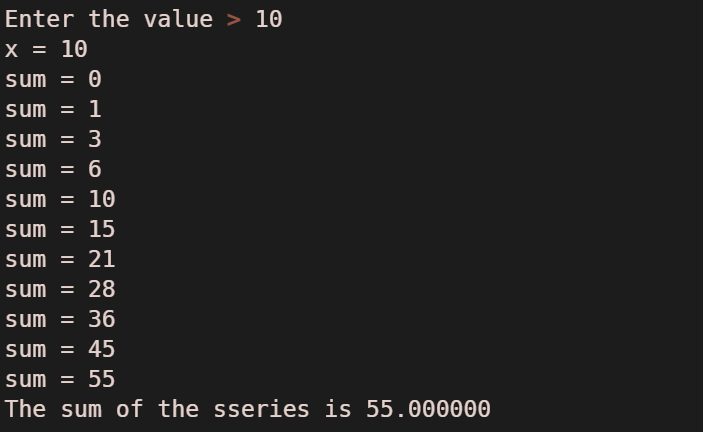 Enter the value > 10
x = 10
sum = 0
sum = 1
sum = 3
sum = 6
sum = 10
sum = 15
sum = 21
sum = 28
sum = 36
sum = 45
sum = 55
The sum of the sseries is 55.000000